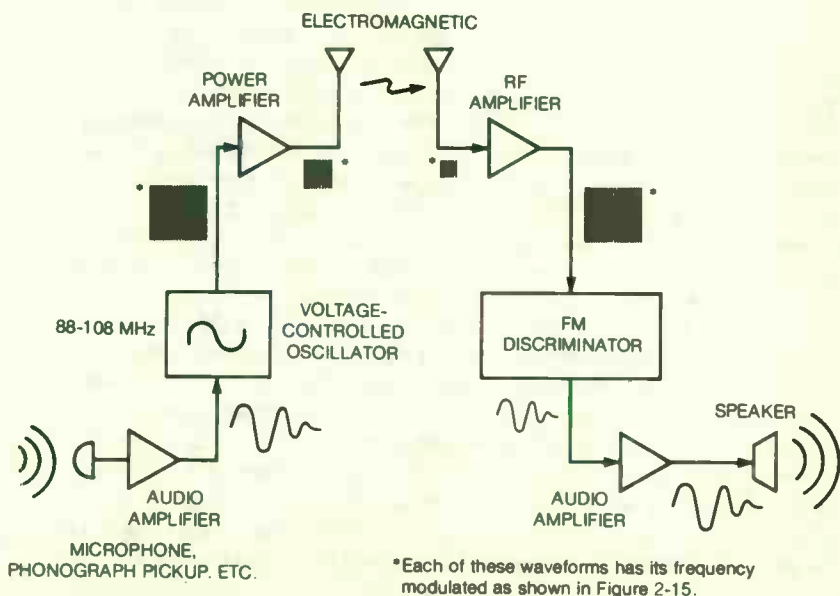 ELECTROMAGNETIC
POWER
AMPLIFIER
RF
AMPLIFIER
*
*
*
*
88-108 MHz
VOLTAGE-
CONTROLLED
OSCILLATOR
FM
DISCRIMINATOR
SPEAKER
AUDIO
AMPLIFIER
AUDIO
AMPLIFIER
MICROPHONE,
PHONOGRAPH PICKUP. ETC.
*Each of these waveforms has its frequency
modulated as shown in Figure 2-15.